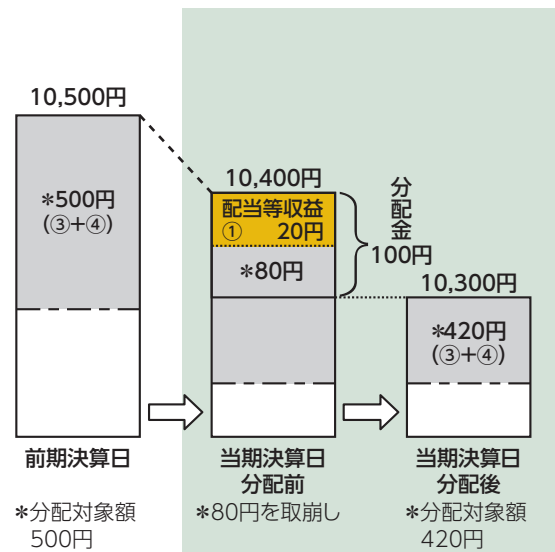 10,500円
*500円
(③+④)
10,400円
配当等収益
① 20円
*80円
分配金
100円
10,300円
*420円
(③+④)
前期決算日
当期決算日
分配前
当期決算日
分配後
*分配対象額
500円
*80円を取崩し
*分配対象額
420円